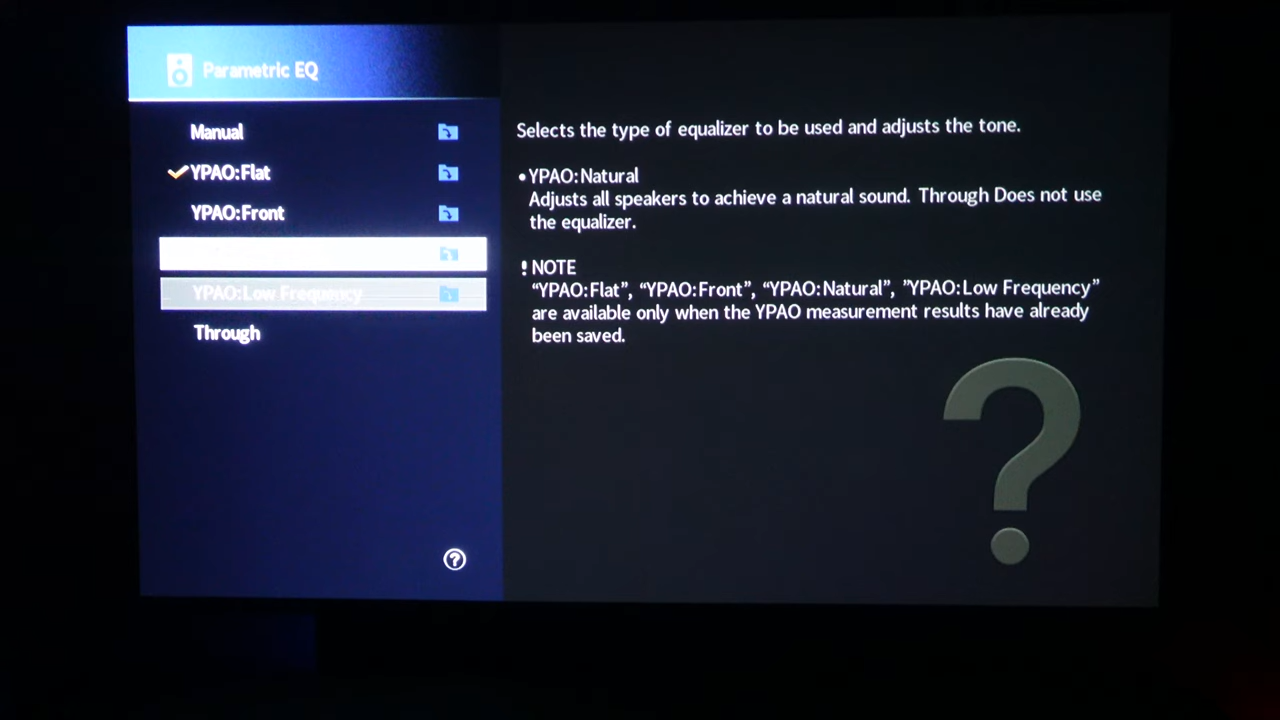 Parametric EQ
Manual
YPAO:Flat
YPAO:Front
YPAO:Low Frequency
Through
Selects the type of equalizer to be used and adjusts the tone.
•YPAO:Natural
Adjusts all speakers to achieve a natural sound. Through Does not use
the equalizer.
! NOTE
“YPAO:Flat”, “YPAO:Front”, “YPAO:Natural”, ”YPAO:Low Frequency”
are available only when the YPAO measurement results have already
been saved.
?
?